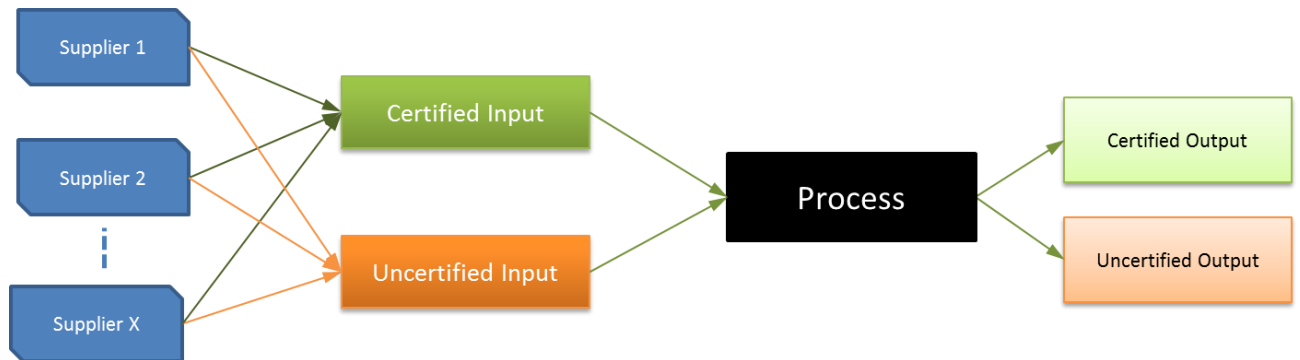 Supplier 1
Supplier 2
Supplier X
Certified Input
Uncertified Input
Process
Certified Output
Uncertified Output